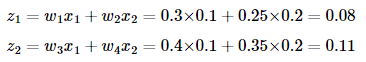 z₁ = w₁x₁ + w₂x₂ = 0.3×0.1 + 0.25×0.2 = 0.08
z₂ = w₃x₁ + w₄x₂ = 0.4×0.1 + 0.35×0.2 = 0.11